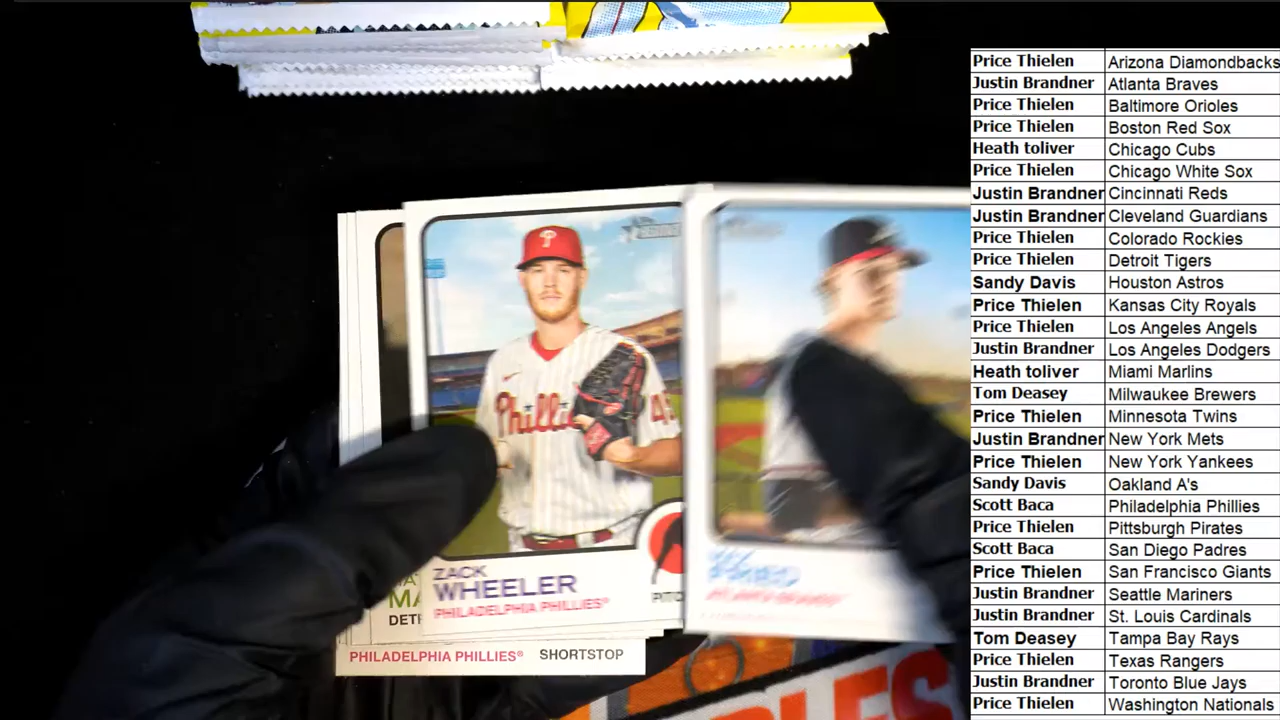 Price Thielen Arizona Diamondbacks
Justin Brandner Atlanta Braves
Price Thielen Baltimore Orioles
Price Thielen Boston Red Sox
Heath toliver Chicago Cubs
Price Thielen Chicago White Sox
Justin Brandner Cincinnati Reds
Justin Brandner Cleveland Guardians
Price Thielen Colorado Rockies
Price Thielen Detroit Tigers
Sandy Davis Houston Astros
Price Thielen Kansas City Royals
Price Thielen Los Angeles Angels
Justin Brandner Los Angeles Dodgers
Heath toliver Miami Marlins
Tom Deasey Milwaukee Brewers
Price Thielen Minnesota Twins
Justin Brandner New York Mets
Price Thielen New York Yankees
Sandy Davis Oakland A's
Scott Baca Philadelphia Phillies
Price Thielen Pittsburgh Pirates
Scott Baca San Diego Padres
Price Thielen San Francisco Giants
Justin Brandner Seattle Mariners
Justin Brandner St. Louis Cardinals
Tom Deasey Tampa Bay Rays
Price Thielen Texas Rangers
Justin Brandner Toronto Blue Jays
Price Thielen Washington Nationals
Phillie
ZACK
WHEELER
PHILADELPHIA PHILLIES®
PITC
MA
DET
PHILADELPHIA PHILLIES® SHORTSTOP
LES